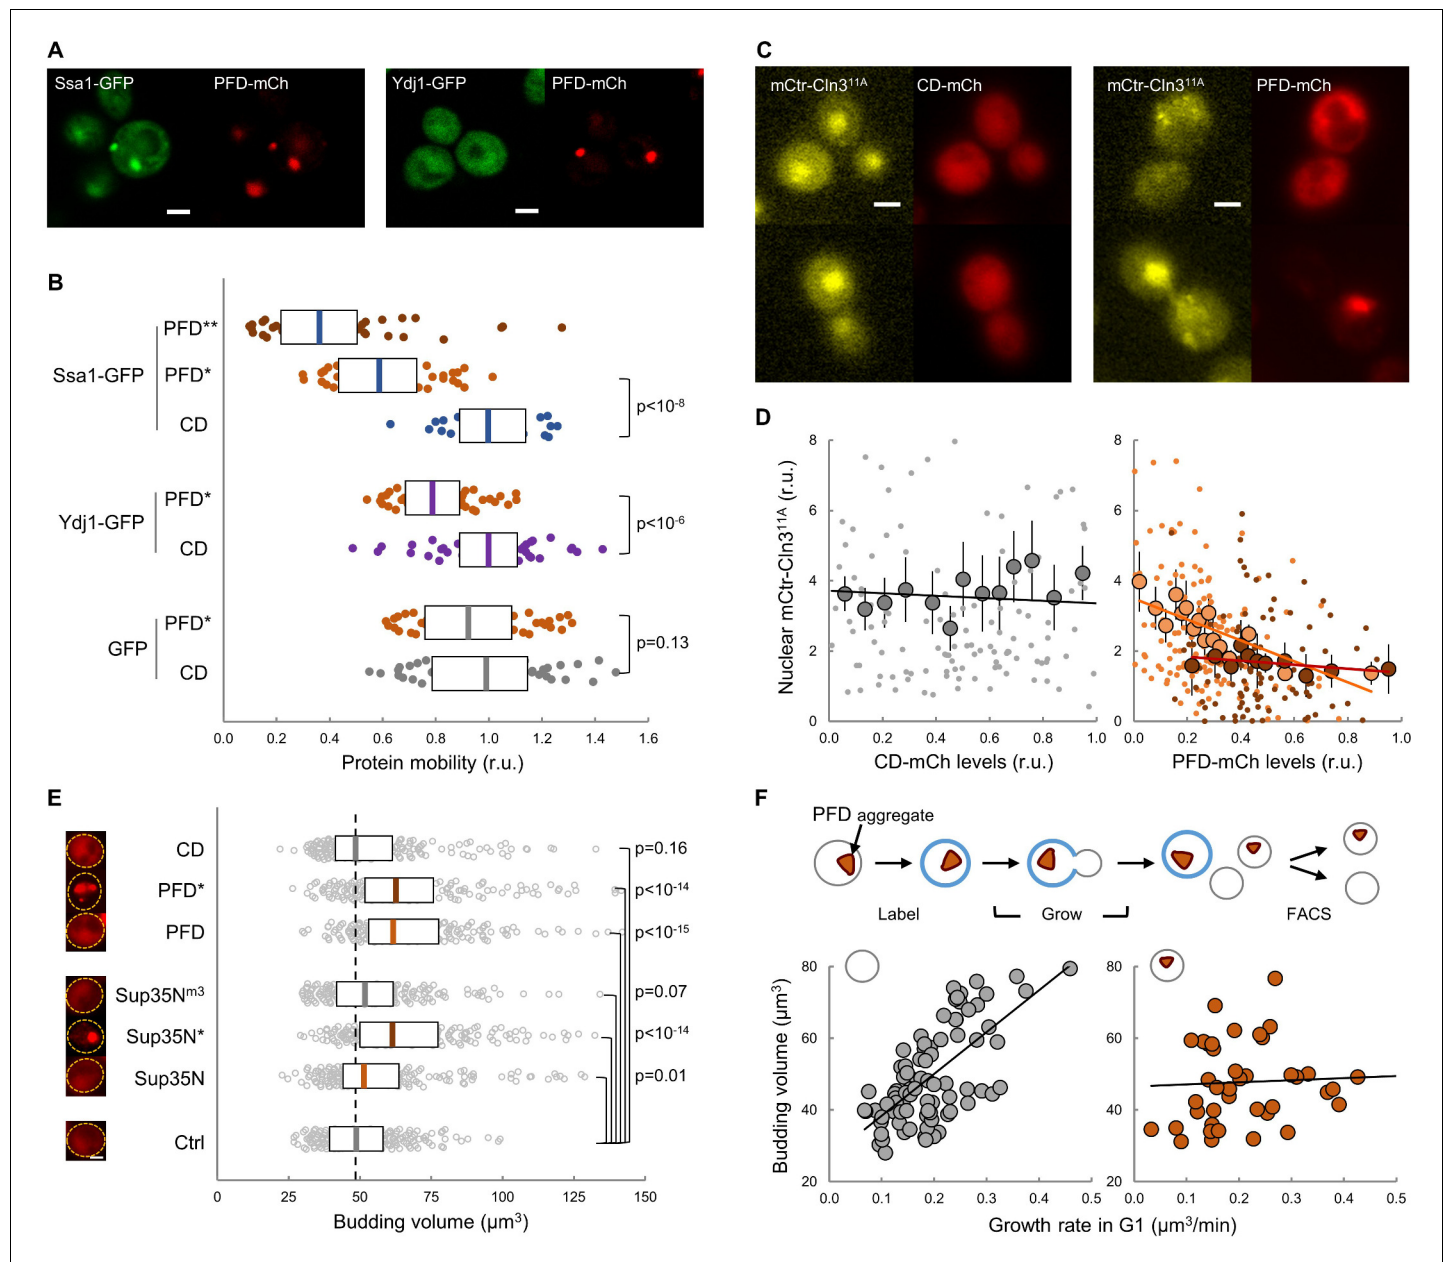 A
Ssa1-GFP PFD-mCh Ydj1-GFP PFD-mCh
B
Ssa1-GFP
PFD**
PFD*
CD
p<10-8
Ydj1-GFP
PFD*
CD
p<10-6
GFP
PFD*
CD
p=0.13
0.0 0.2 0.4 0.6 0.8 1.0 1.2 1.4 1.6
Protein mobility (r.u.)
C
mCtr-Cln311A CD-mCh mCtr-Cln311A PFD-mCh
D
Nuclear mCtr-Cln311A (r.u.)
8 8
6 6
4 4
2 2
0 0
0.0 0.2 0.4 0.6 0.8 1.0 0.0 0.2 0.4 0.6 0.8 1.0
CD-mCh levels (r.u.) PFD-mCh levels (r.u.)
E
CD p=0.16
PFD* p<10-14
PFD p<10-15
Sup35Nm3 p=0.07
Sup35N* p<10-14
Sup35N p=0.01
Ctrl
0 25 50 75 100 125 150
Budding volume (µm3)
F
PFD aggregate
Label Grow FACS
Budding volume (µm3)
80 80
60 60
40 40
20 20
0.0 0.1 0.2 0.3 0.4 0.5 0.0 0.1 0.2 0.3 0.4 0.5
Growth rate in G1 (µm3/min)